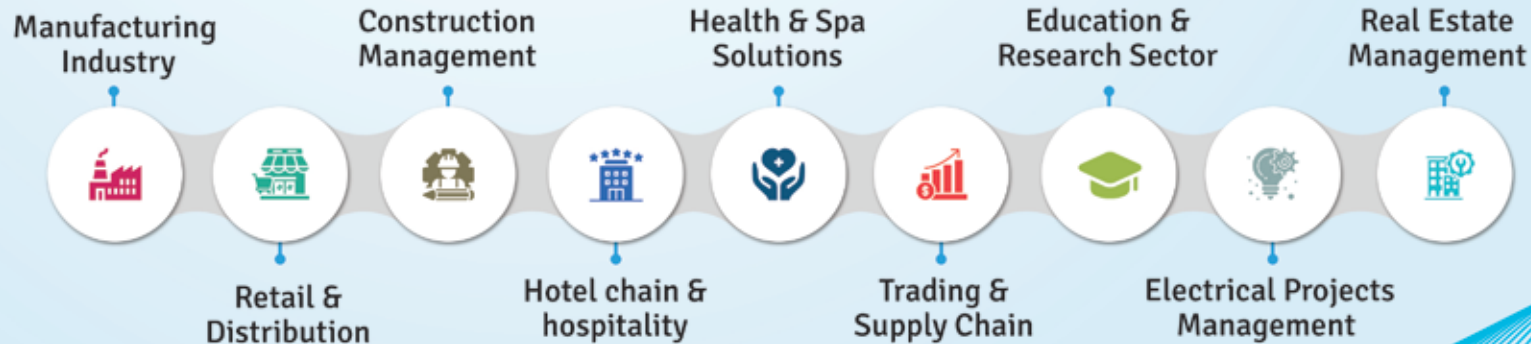 Manufacturing
Industry
Construction
Management
Health & Spa
Solutions
Education &
Research Sector
Real Estate
Management
Retail &
Distribution
Hotel chain &
hospitality
Trading &
Supply Chain
Electrical Projects
Management